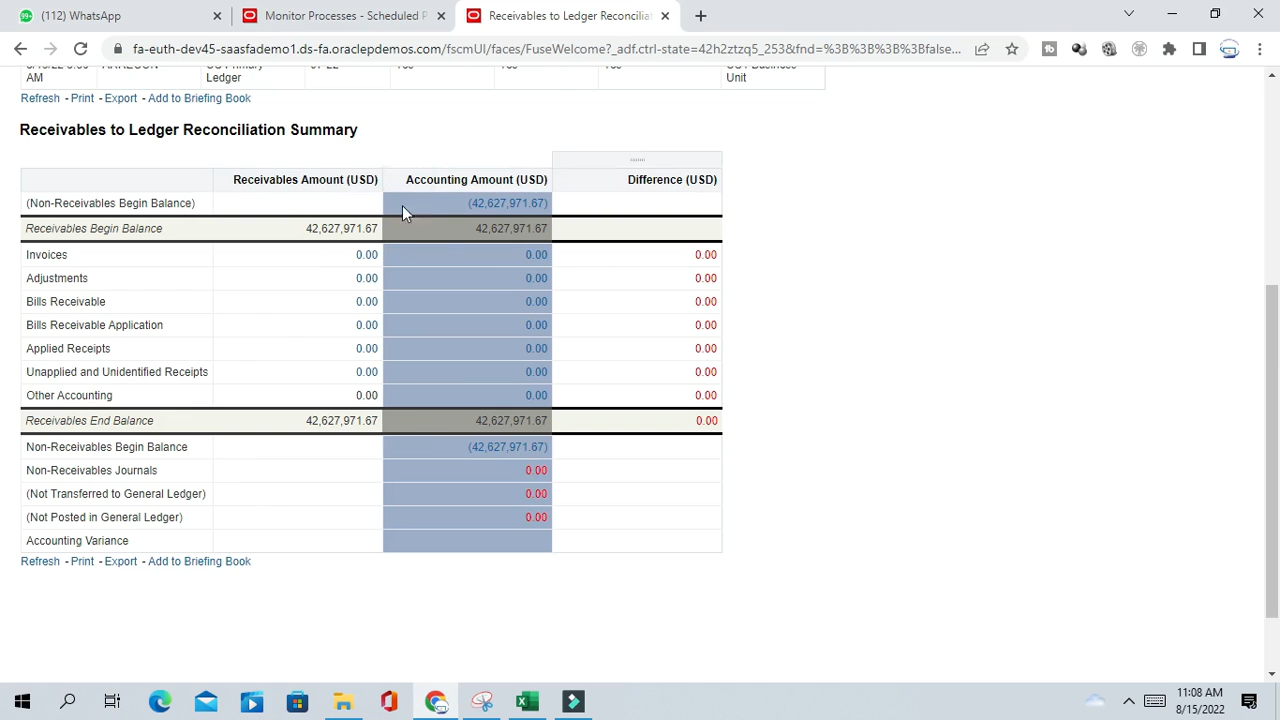 99+ (112) WhatsApp
Monitor Processes - Scheduled P
Receivables to Ledger Reconciliati
fa-euth-dev45-saasfademo1.ds-fa.oraclepdemos.com/fscmUI/faces/FuseWelcome?_adf.ctrl-state=42h2ztzq5_253&fnd=%3B%3B%3B%3Bfalse...
AM Ledger Unit
Refresh - Print - Export - Add to Briefing Book
Receivables to Ledger Reconciliation Summary
Receivables Amount (USD) Accounting Amount (USD) Difference (USD)
(Non-Receivables Begin Balance) (42,627,971.67)
Receivables Begin Balance 42,627,971.67 42,627,971.67
Invoices 0.00 0.00 0.00
Adjustments 0.00 0.00 0.00
Bills Receivable 0.00 0.00 0.00
Bills Receivable Application 0.00 0.00 0.00
Applied Receipts 0.00 0.00 0.00
Unapplied and Unidentified Receipts 0.00 0.00 0.00
Other Accounting 0.00 0.00 0.00
Receivables End Balance 42,627,971.67 42,627,971.67 0.00
Non-Receivables Begin Balance (42,627,971.67)
Non-Receivables Journals 0.00
(Not Transferred to General Ledger) 0.00
(Not Posted in General Ledger) 0.00
Accounting Variance
Refresh - Print - Export - Add to Briefing Book
11:08 AM
8/15/2022